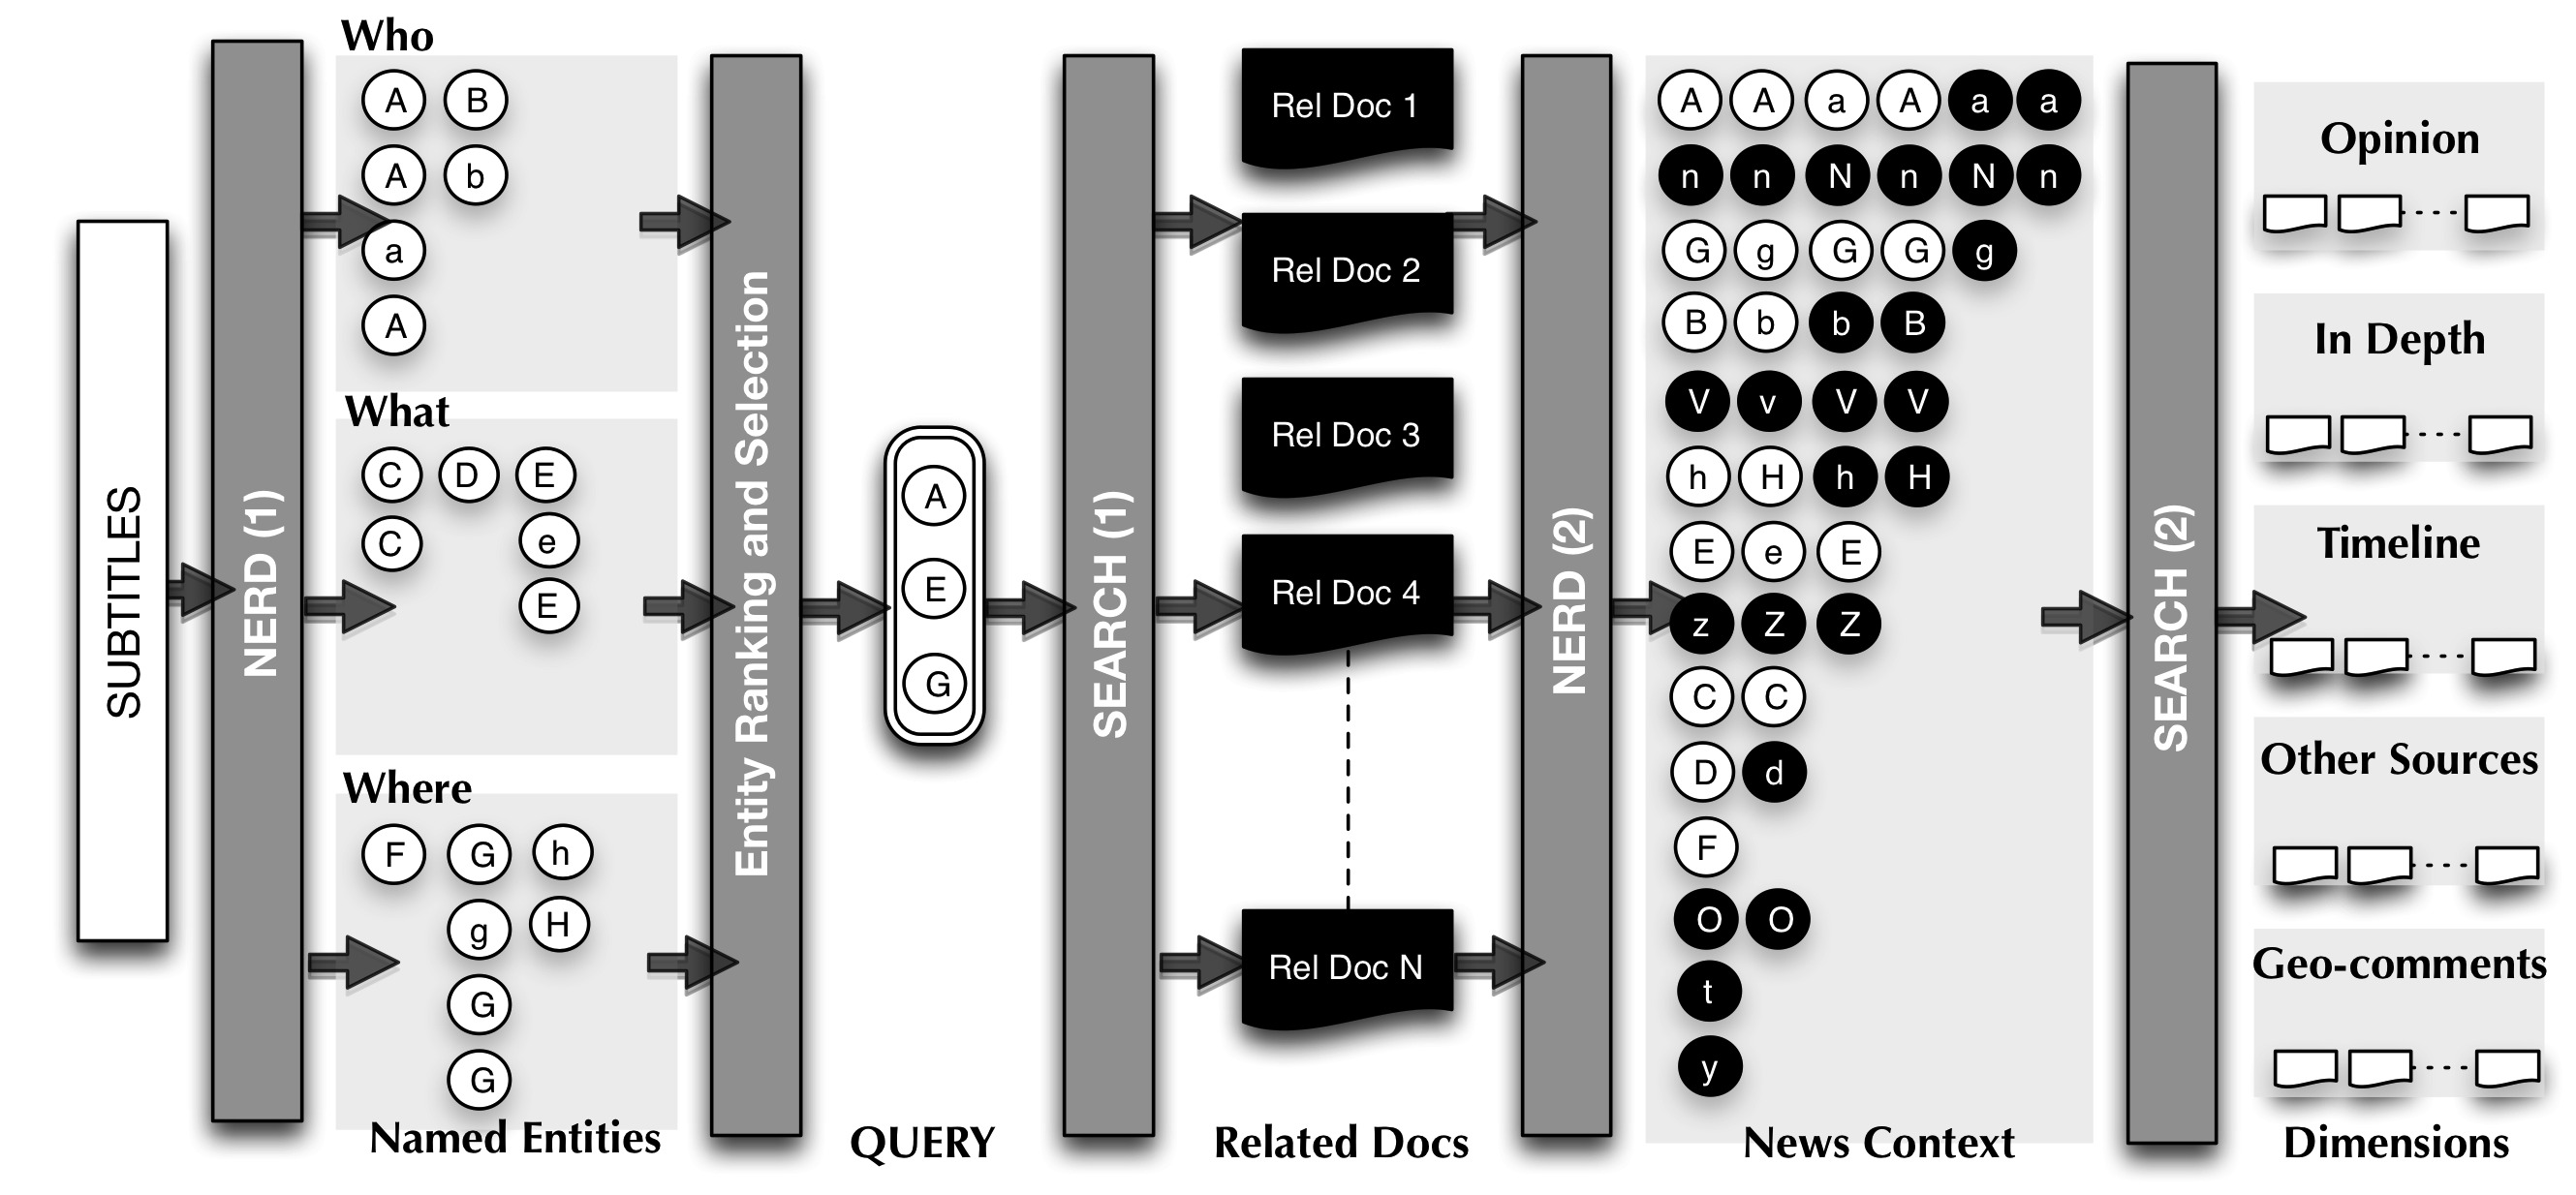 SUBTITLES
NERD (1)
Who
A B
A b
a
A
What
C D E
C e
E
Where
F G h
g H
G
G
Named Entities
Entity Ranking and Selection
A
E
G
QUERY
SEARCH (1)
Rel Doc 1
Rel Doc 2
Rel Doc 3
Rel Doc 4
Rel Doc N
Related Docs
NERD (2)
A A a A a a
n n N n N n
G g G G g
B b b B
V v V V
h H h H
E e E
z Z Z
C C
D d
F
O O
t
y
News Context
SEARCH (2)
Opinion
In Depth
Timeline
Other Sources
Geo-comments
Dimensions